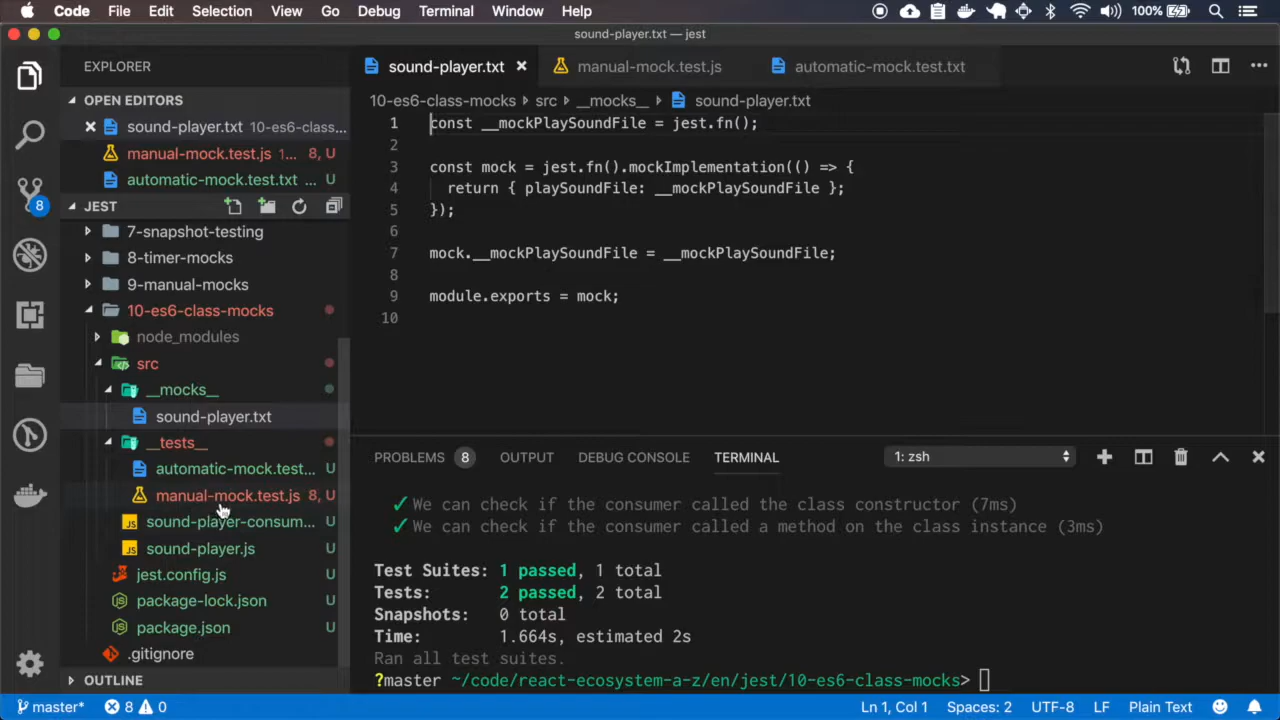 Code File Edit Selection View Go Debug Terminal Window Help 100%
sound-player.txt — jest
EXPLORER
OPEN EDITORS
sound-player.txt 10-es6-class...
manual-mock.test.js 1... 8, U
automatic-mock.test.txt ... U
JEST
7-snapshot-testing
8-timer-mocks
9-manual-mocks
10-es6-class-mocks
node_modules
src
__mocks__
sound-player.txt
__tests__
automatic-mock.test... U
manual-mock.test.js 8, U
sound-player-consum... U
sound-player.js U
jest.config.js U
package-lock.json U
package.json U
.gitignore
OUTLINE
8
sound-player.txt manual-mock.test.js automatic-mock.test.txt
10-es6-class-mocks › src › __mocks__ › sound-player.txt
1 const __mockPlaySoundFile = jest.fn();
2
3 const mock = jest.fn().mockImplementation(() => {
4 return { playSoundFile: __mockPlaySoundFile };
5 });
6
7 mock.__mockPlaySoundFile = __mockPlaySoundFile;
8
9 module.exports = mock;
10
PROBLEMS 8 OUTPUT DEBUG CONSOLE TERMINAL 1: zsh
✓ We can check if the consumer called the class constructor (7ms)
✓ We can check if the consumer called a method on the class instance (3ms)
Test Suites: 1 passed, 1 total
Tests: 2 passed, 2 total
Snapshots: 0 total
Time: 1.664s, estimated 2s
Ran all test suites.
?master ~/code/react-ecosystem-a-z/en/jest/10-es6-class-mocks>
master* 8 0 Ln 1, Col 1 Spaces: 2 UTF-8 LF Plain Text